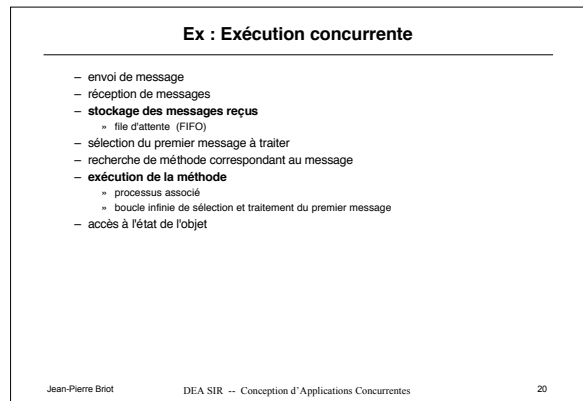 Ex : Exécution concurrente
– envoi de message
– réception de messages
– stockage des messages reçus
» file d'attente (FIFO)
– sélection du premier message à traiter
– recherche de méthode correspondant au message
– exécution de la méthode
» processus associé
» boucle infinie de sélection et traitement du premier message
– accès à l'état de l'objet
Jean-Pierre Briot DEA SIR -- Conception d'Applications Concurrentes 20